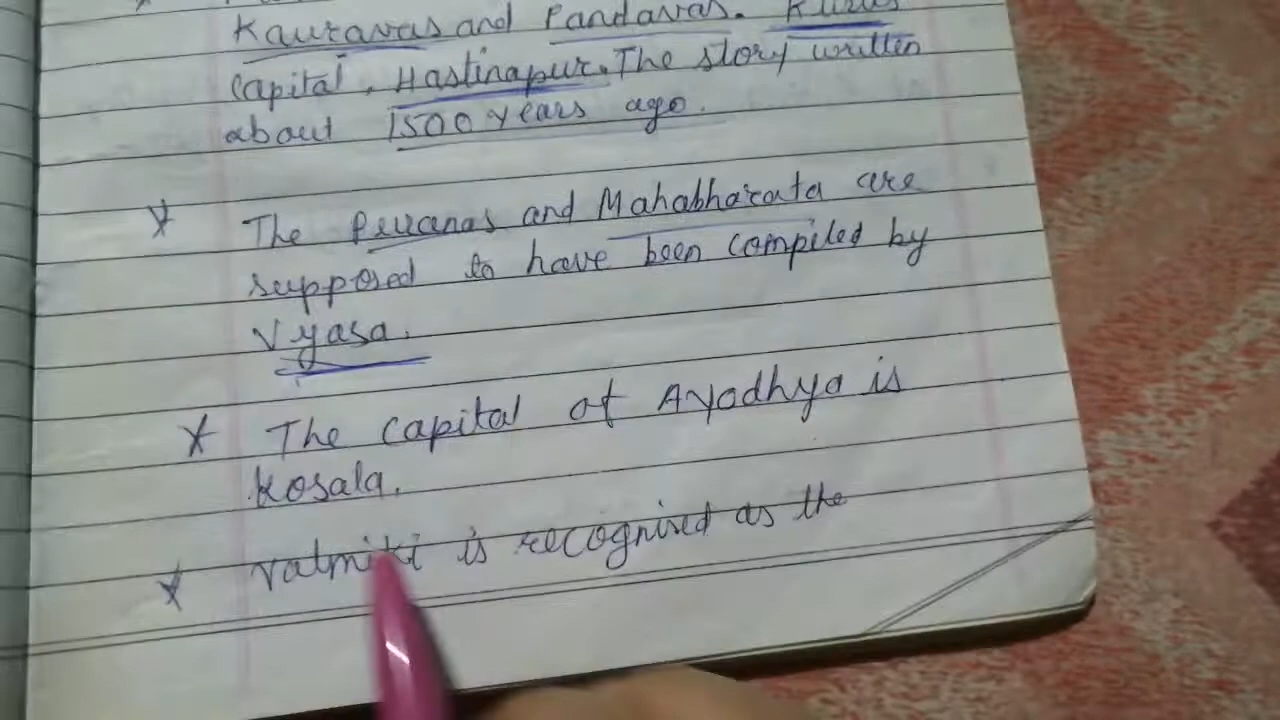 Kauravas and Pandavas. Kurus
capital, Hastinapur. The story written
about 1500 years ago.
* The Puranas and Mahabharata are
supposed to have been compiled by
Vyasa.
* The capital of Ayodhya is
Kosala.
* Valmiki is recognised as the